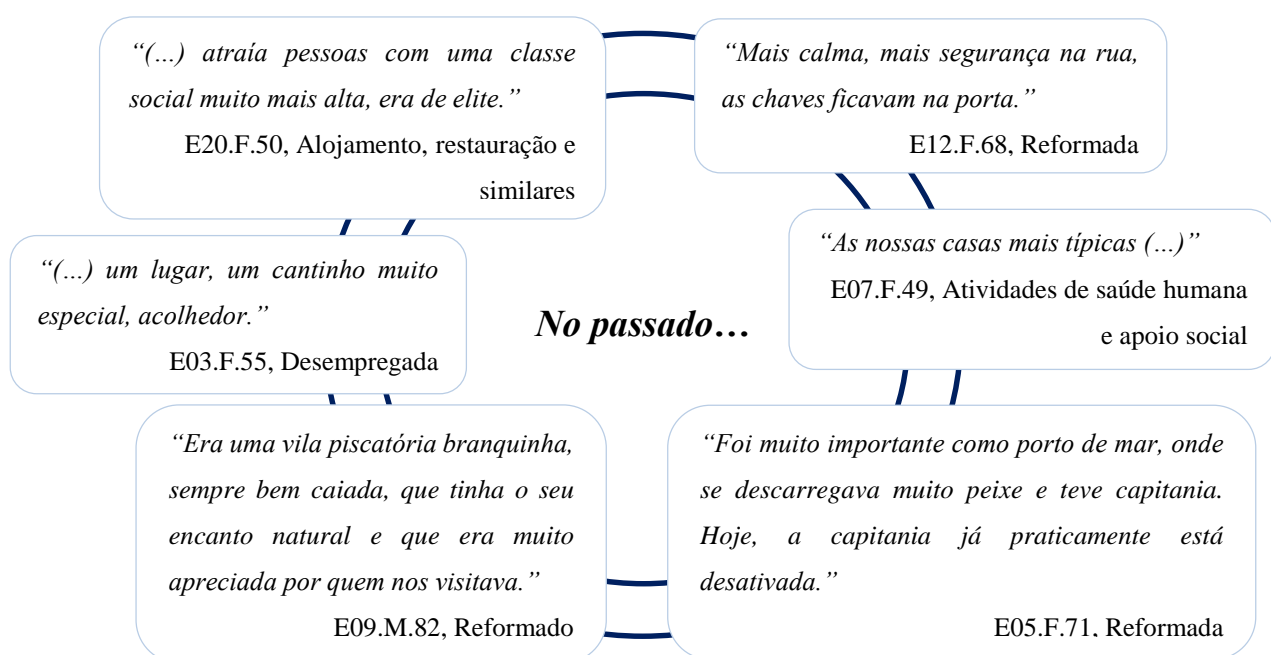 “(…) atraía pessoas com uma classe
social muito mais alta, era de elite.”
E20.F.50, Alojamento, restauração e
similares
“Mais calma, mais segurança na rua,
as chaves ficavam na porta.”
E12.F.68, Reformada
“As nossas casas mais típicas (…)”
E07.F.49, Atividades de saúde humana
e apoio social
“(…) um lugar, um cantinho muito
especial, acolhedor.”
E03.F.55, Desempregada
No passado…
“Era uma vila piscatória branquinha,
sempre bem caiada, que tinha o seu
encanto natural e que era muito
apreciada por quem nos visitava.”
E09.M.82, Reformado
“Foi muito importante como porto de mar, onde
se descarregava muito peixe e teve capitania.
Hoje, a capitania já praticamente está
desativada.”
E05.F.71, Reformada